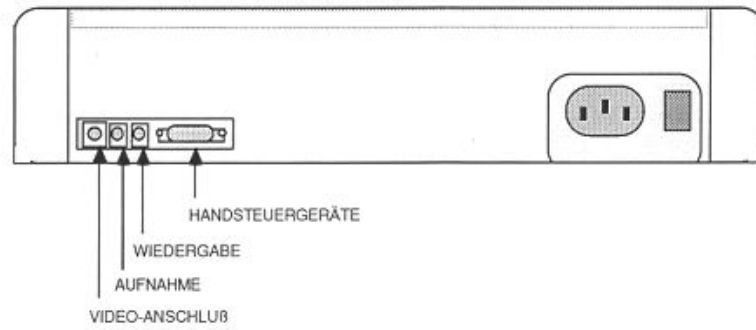 HANDSTEUERGERÄTE
WIEDERGABE
AUFNAHME
VIDEO-ANSCHLUß